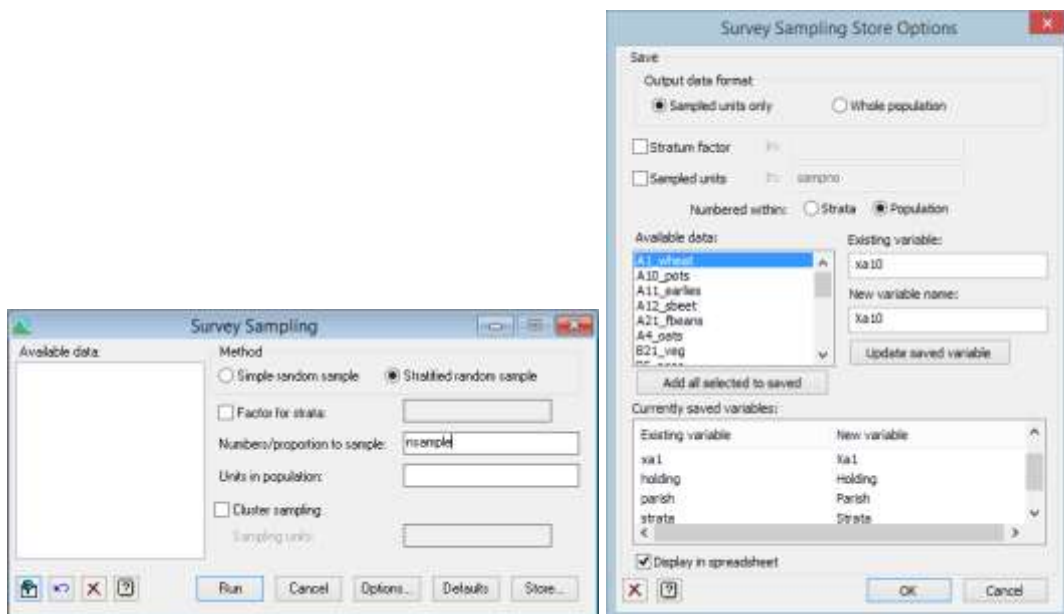 Survey Sampling
Available data:
Method
Simple random sample
Stratified random sample
Factor for strata:
Numbers/proportion to sample:
nsample
Units in population:
Cluster sampling
Sampling units:
Run
Cancel
Options...
Defaults
Store...
Survey Sampling Store Options
Save
Output data format
Sampled units only
Whole population
Stratum factor
In:
Sampled units
In:
sampno
Numbered within:
Strata
Population
Available data:
A1_wheat
A10_pots
A11_earlies
A12_sbeet
A21_fbeans
A4_oats
B21_veg
Existing variable:
xa10
New variable name:
Xa10
Update saved variable
Add all selected to saved
Currently saved variables:
Existing variable New variable
xa1 Xa1
holding Holding
parish Parish
strata Strata
Display in spreadsheet
OK
Cancel